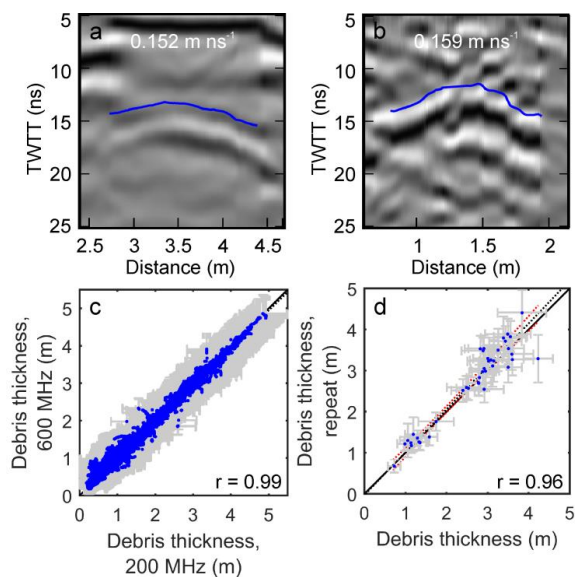 a
0.152 m ns⁻¹
TWTT (ns)
5
10
15
20
25
2.5 3 3.5 4 4.5
Distance (m)
b
0.159 m ns⁻¹
TWTT (ns)
5
10
15
20
25
1 1.5 2
Distance (m)
c
Debris thickness,
600 MHz (m)
5
4
3
2
1
0
0 1 2 3 4 5
r = 0.99
Debris thickness,
200 MHz (m)
d
Debris thickness,
repeat (m)
5
4
3
2
1
0
0 1 2 3 4 5
r = 0.96
Debris thickness (m)